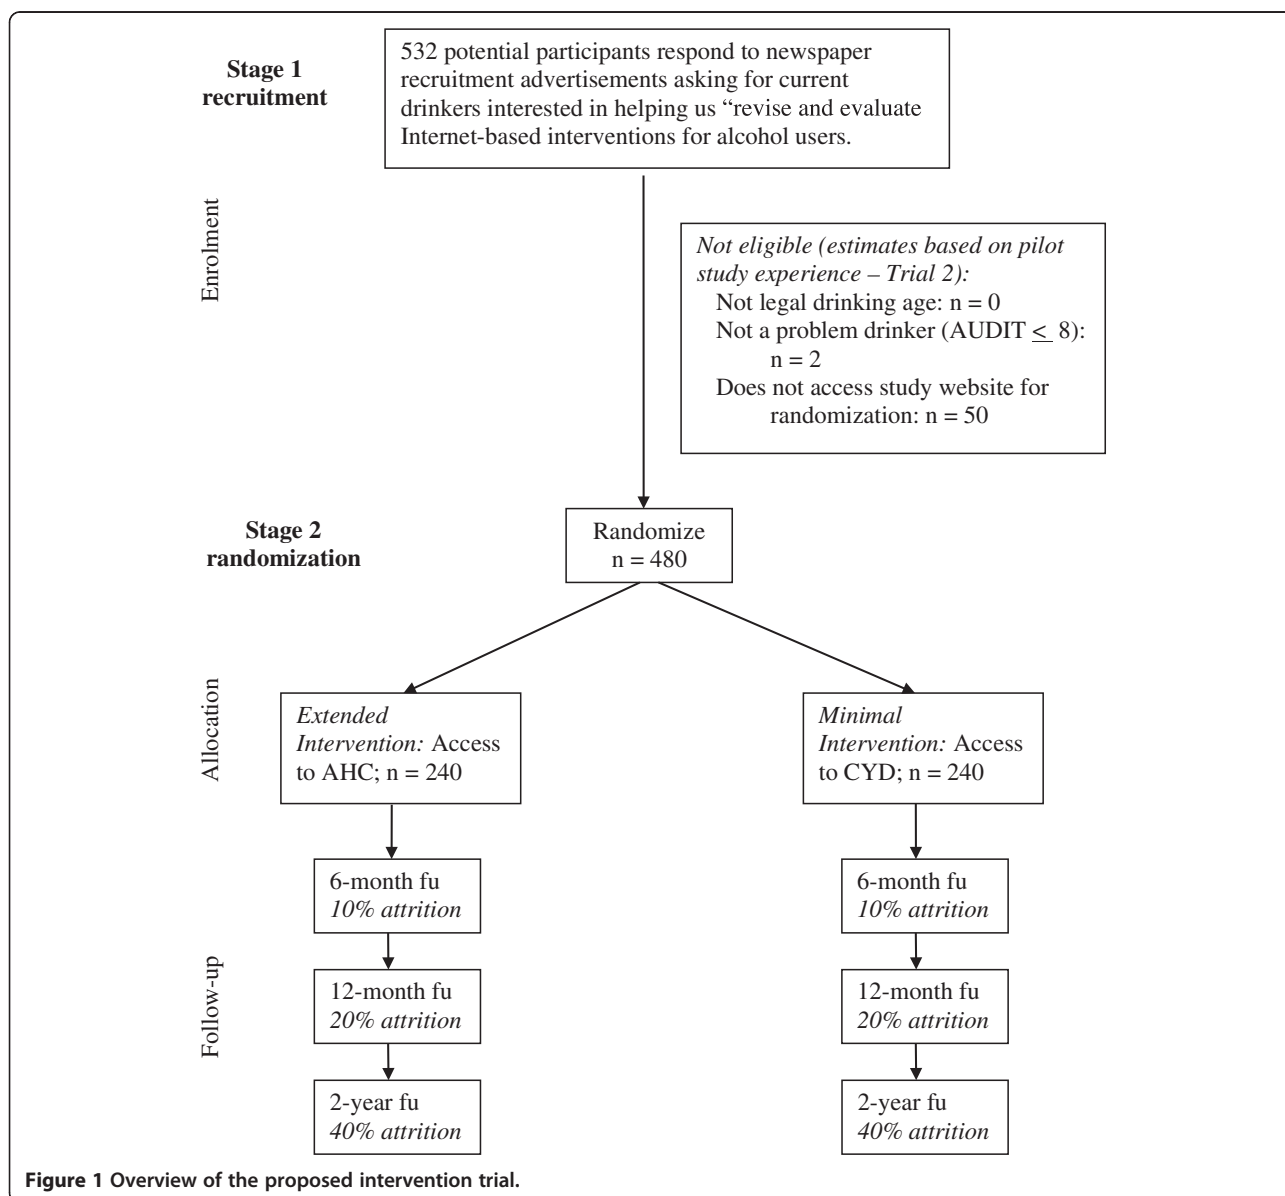 Stage 1
recruitment
532 potential participants respond to newspaper
recruitment advertisements asking for current
drinkers interested in helping us “revise and evaluate
Internet-based interventions for alcohol users.
Enrolment
Not eligible (estimates based on pilot
study experience – Trial 2):
Not legal drinking age: n = 0
Not a problem drinker (AUDIT ≤ 8):
n = 2
Does not access study website for
randomization: n = 50
Stage 2
randomization
Randomize
n = 480
Allocation
Extended
Intervention: Access
to AHC; n = 240
Minimal
Intervention: Access
to CYD; n = 240
Follow-up
6-month fu
10% attrition
6-month fu
10% attrition
12-month fu
20% attrition
12-month fu
20% attrition
2-year fu
40% attrition
2-year fu
40% attrition
Figure 1 Overview of the proposed intervention trial.